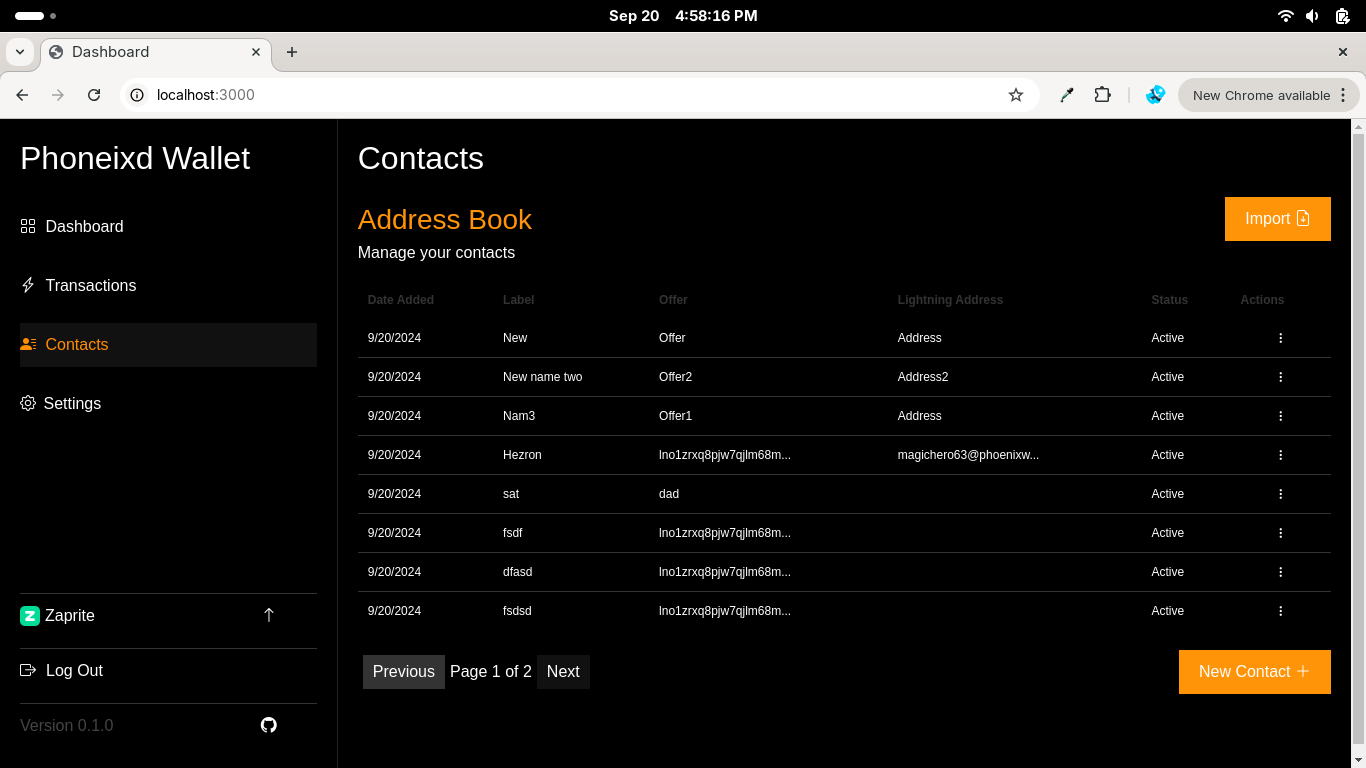 Sep 20 4:58:16 PM
Dashboard
localhost:3000
New Chrome available
Phoneixd Wallet
Dashboard
Transactions
Contacts
Settings
Zaprite
Log Out
Version 0.1.0
Contacts
Address Book
Import
Manage your contacts
Date Added Label Offer Lightning Address Status Actions
9/20/2024 New Offer Address Active
9/20/2024 New name two Offer2 Address2 Active
9/20/2024 Nam3 Offer1 Address Active
9/20/2024 Hezron lno1zrxq8pjw7qjlm68m... magichero63@phoenixw... Active
9/20/2024 sat dad Active
9/20/2024 fsdf lno1zrxq8pjw7qjlm68m... Active
9/20/2024 dfasd lno1zrxq8pjw7qjlm68m... Active
9/20/2024 fsdsd lno1zrxq8pjw7qjlm68m... Active
Previous Page 1 of 2 Next
New Contact